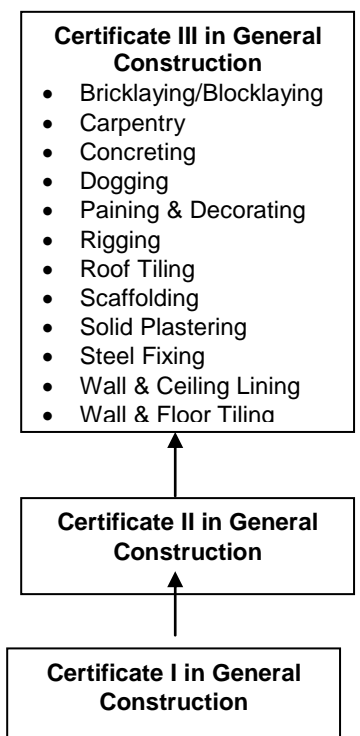 Certificate III in General
Construction
• Bricklaying/Blocklaying
• Carpentry
• Concreting
• Dogging
• Paining & Decorating
• Rigging
• Roof Tiling
• Scaffolding
• Solid Plastering
• Steel Fixing
• Wall & Ceiling Lining
• Wall & Floor Tiling
Certificate II in General
Construction
Certificate I in General
Construction